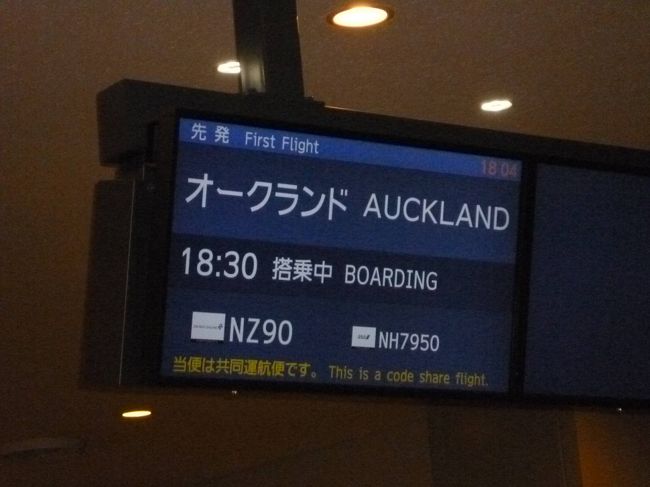 先発 First Flight
18:04
オークランド AUCKLAND
18:30 搭乗中 BOARDING
NZ90 NH7950
当便は共同運航便です。 This is a code share flight.